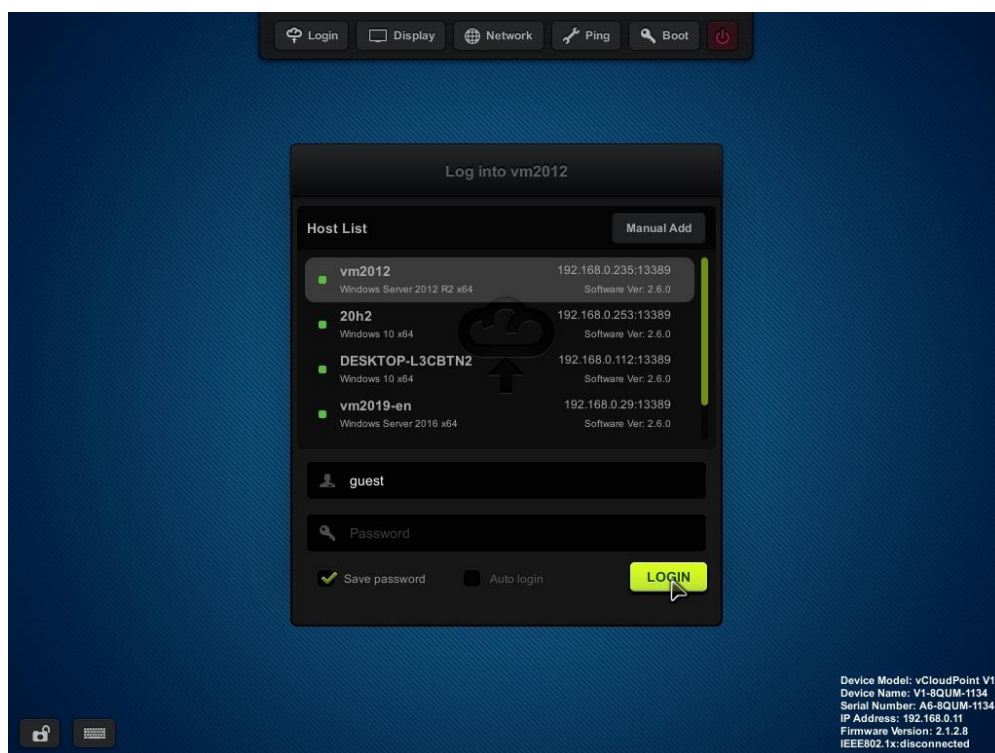 Login
Display
Network
Ping
Boot
Log into vm2012
Host List
Manual Add
vm2012
192.168.0.235:13389
Windows Server 2012 R2 x64
Software Ver: 2.6.0
20h2
192.168.0.253:13389
Windows 10 x64
Software Ver: 2.6.0
DESKTOP-L3CBTN2
192.168.0.112:13389
Windows 10 x64
Software Ver: 2.6.0
vm2019-en
192.168.0.29:13389
Windows Server 2016 x64
Software Ver: 2.6.0
guest
Password
Save password
Auto login
LOGIN
Device Model: vCloudPoint V1
Device Name: V1-8QUM-1134
Serial Number: A6-8QUM-1134
IP Address: 192.168.0.11
Firmware Version: 2.1.2.8
IEEE802.1x:disconnected